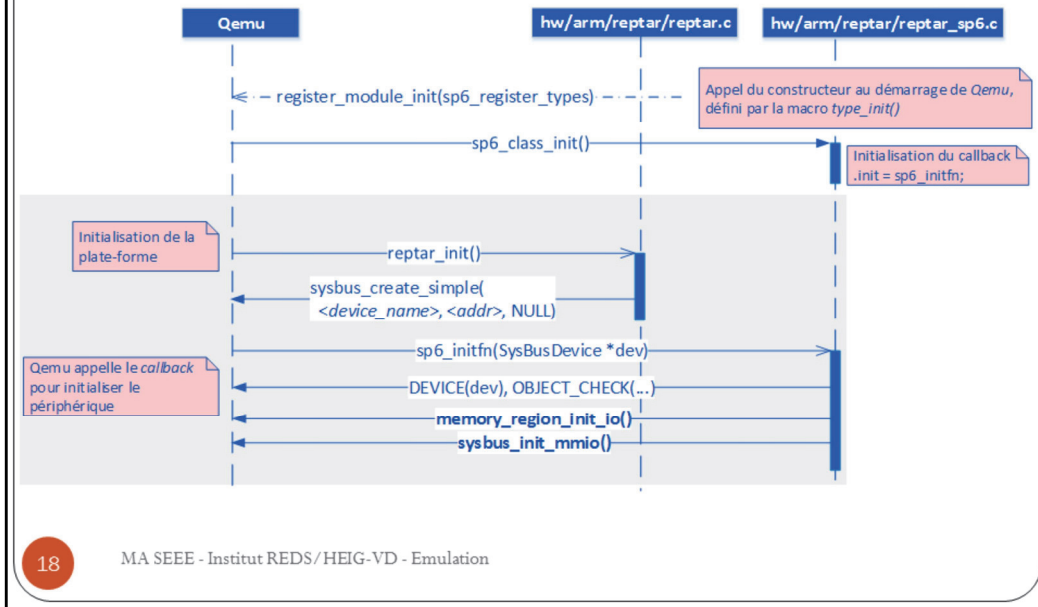 Qemu
hw/arm/reptar/reptar.c
hw/arm/reptar/reptar_sp6.c
register_module_init(sp6_register_types)
Appel du constructeur au démarrage de Qemu,
défini par la macro type_init()
sp6_class_init()
Initialisation du callback
.init = sp6_initfn;
Initialisation de la
plate-forme
reptar_init()
sysbus_create_simple(
<device_name>, <addr>, NULL)
sp6_initfn(SysBusDevice *dev)
Qemu appelle le callback
pour initialiser le
périphérique
DEVICE(dev), OBJECT_CHECK(...)
memory_region_init_io()
sysbus_init_mmio()
18
MA SEEE - Institut REDS/HEIG-VD - Emulation